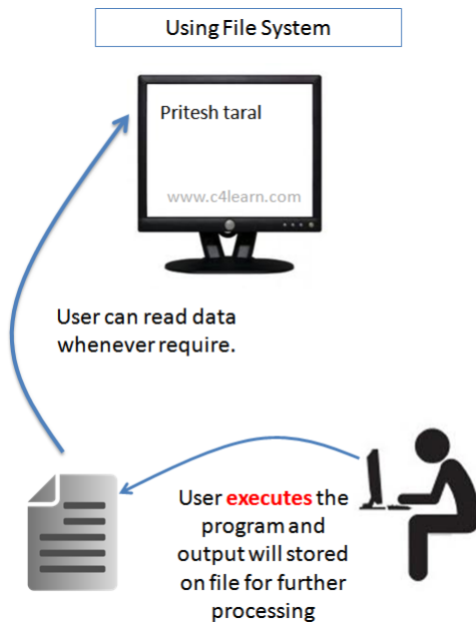 Using File System
Pritesh taral
www.c4learn.com
User can read data
whenever require.
User executes the
program and
output will stored
on file for further
processing